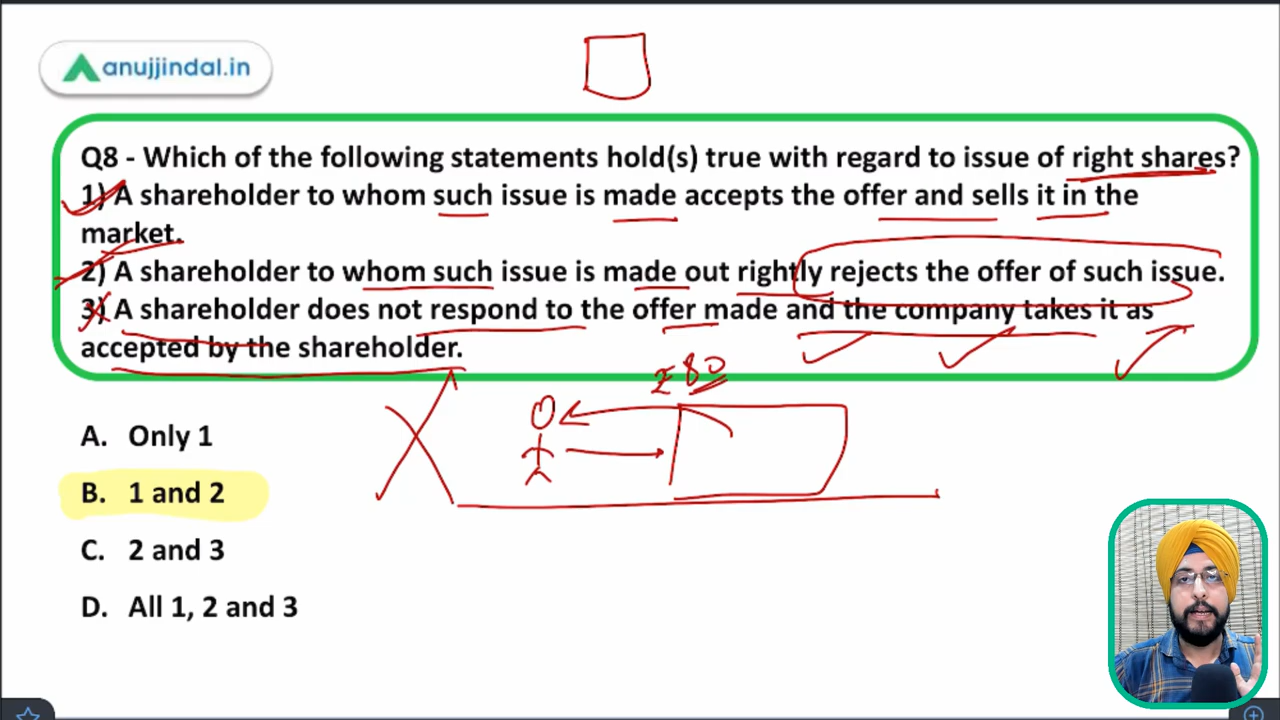 anujjindal.in
Q8 - Which of the following statements hold(s) true with regard to issue of right shares?
1) A shareholder to whom such issue is made accepts the offer and sells it in the
market.
2) A shareholder to whom such issue is made out rightly rejects the offer of such issue.
3) A shareholder does not respond to the offer made and the company takes it as
accepted by the shareholder.
₹80
A. Only 1
B. 1 and 2
C. 2 and 3
D. All 1, 2 and 3